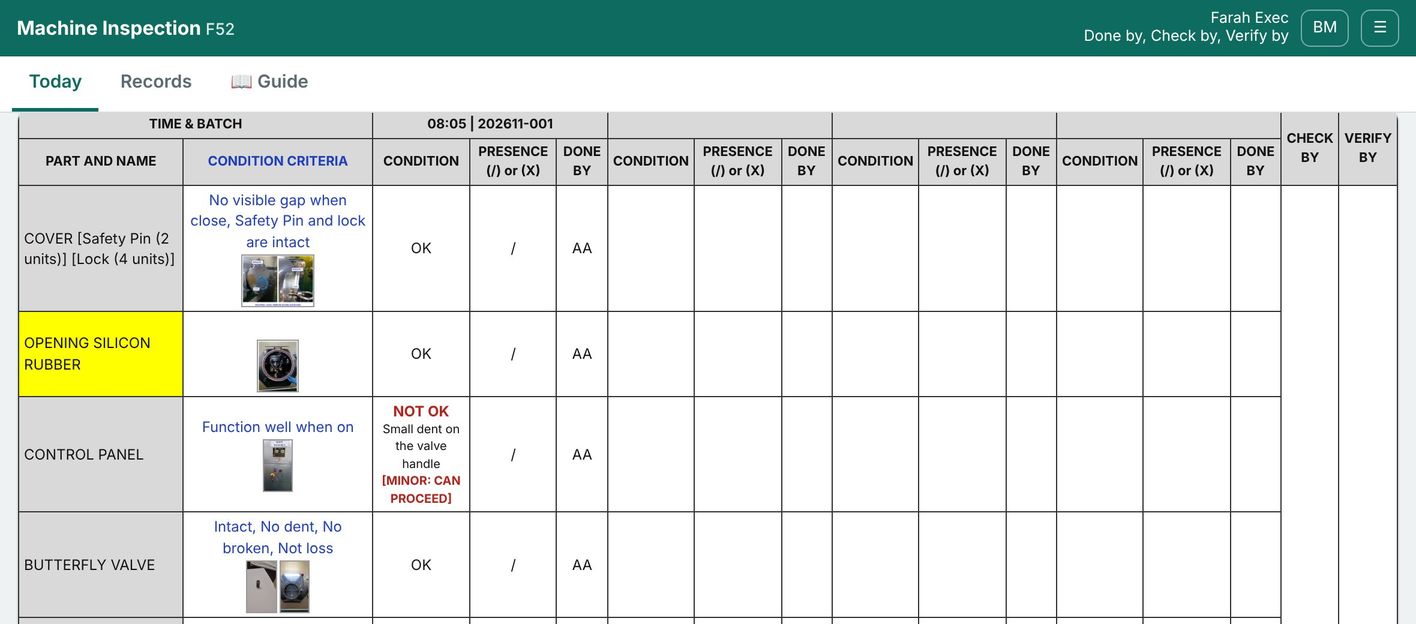 Machine Inspection F52
Farah Exec
Done by, Check by, Verify by
BM
☰
Today
Records
📖 Guide
TIME & BATCH
08:05 | 202611-001
CHECK BY
VERIFY BY
PART AND NAME
CONDITION CRITERIA
CONDITION
PRESENCE
(/) or (X)
DONE
BY
CONDITION
PRESENCE
(/) or (X)
DONE
BY
CONDITION
PRESENCE
(/) or (X)
DONE
BY
CONDITION
PRESENCE
(/) or (X)
DONE
BY
COVER [Safety Pin (2
units)] [Lock (4 units)]
No visible gap when
close, Safety Pin and lock
are intact
OK
/
AA
OPENING SILICON
RUBBER
OK
/
AA
CONTROL PANEL
Function well when on
NOT OK
Small dent on
the valve
handle
[MINOR: CAN
PROCEED]
/
AA
BUTTERFLY VALVE
Intact, No dent, No
broken, Not loss
OK
/
AA